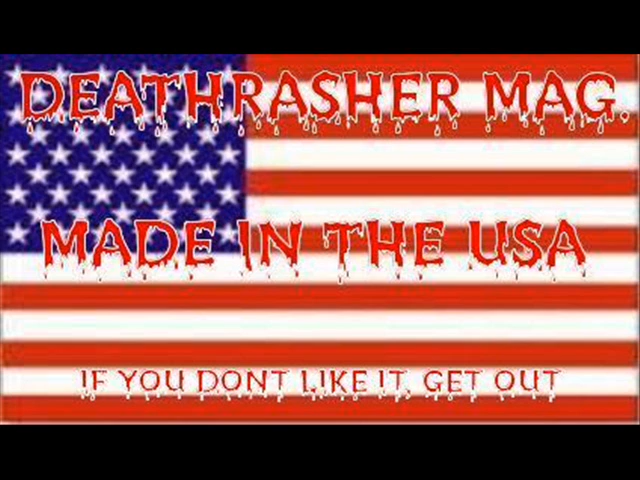 DEATHRASHER MAG.
MADE IN THE USA
IF YOU DONT LIKE IT, GET OUT